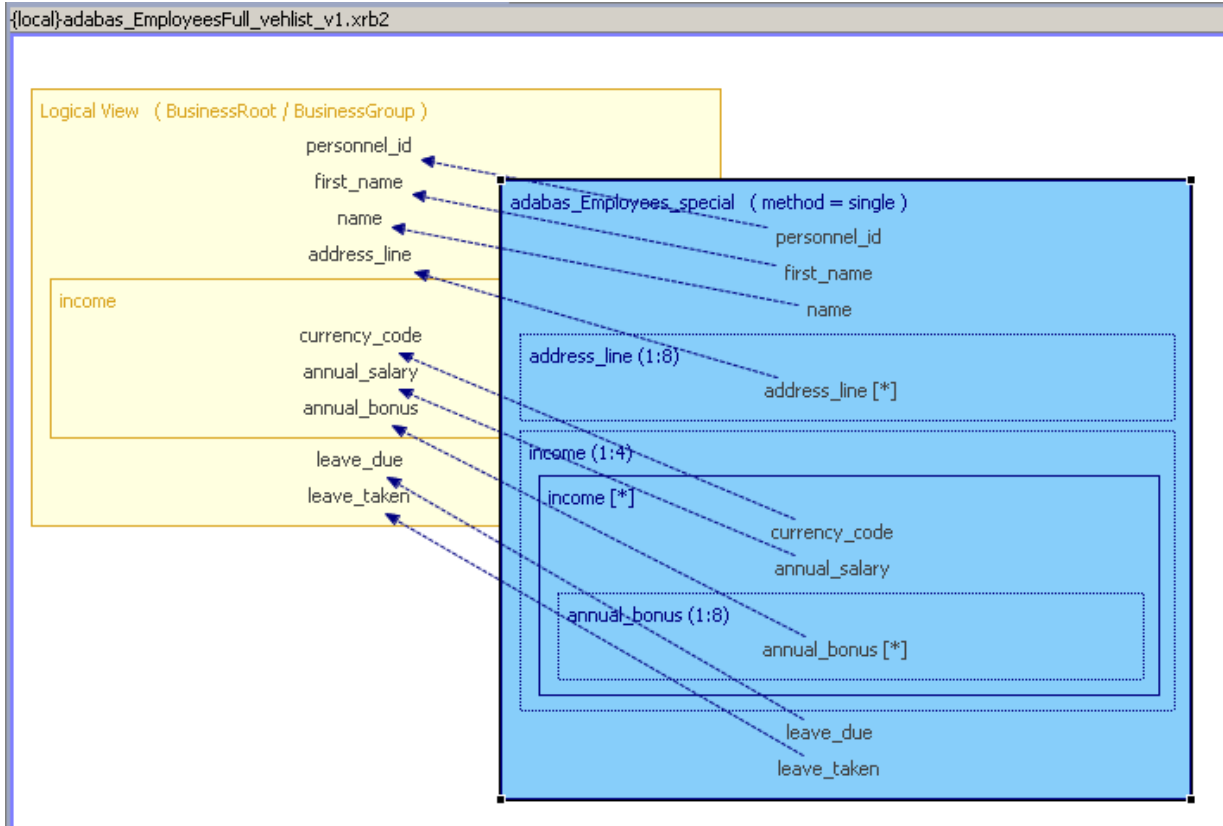 {local}adabas_EmployeesFull_vehlist_v1.xrb2
Logical View ( BusinessRoot / BusinessGroup )
personnel_id
first_name
name
address_line
income
currency_code
annual_salary
annual_bonus
leave_due
leave_taken
adabas_Employees_special ( method = single )
personnel_id
first_name
name
address_line (1:8)
address_line [*]
income (1:4)
income [*]
currency_code
annual_salary
annual_bonus (1:8)
annual_bonus [*]
leave_due
leave_taken